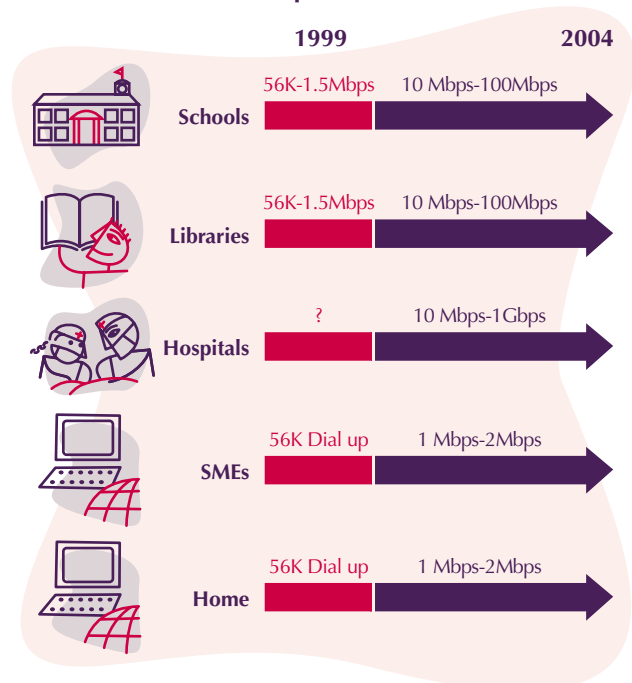 1999 2004
56K-1.5Mbps 10 Mbps-100Mbps
Schools
56K-1.5Mbps 10 Mbps-100Mbps
Libraries
? 10 Mbps-1Gbps
Hospitals
56K Dial up 1 Mbps-2Mbps
SMEs
56K Dial up 1 Mbps-2Mbps
Home